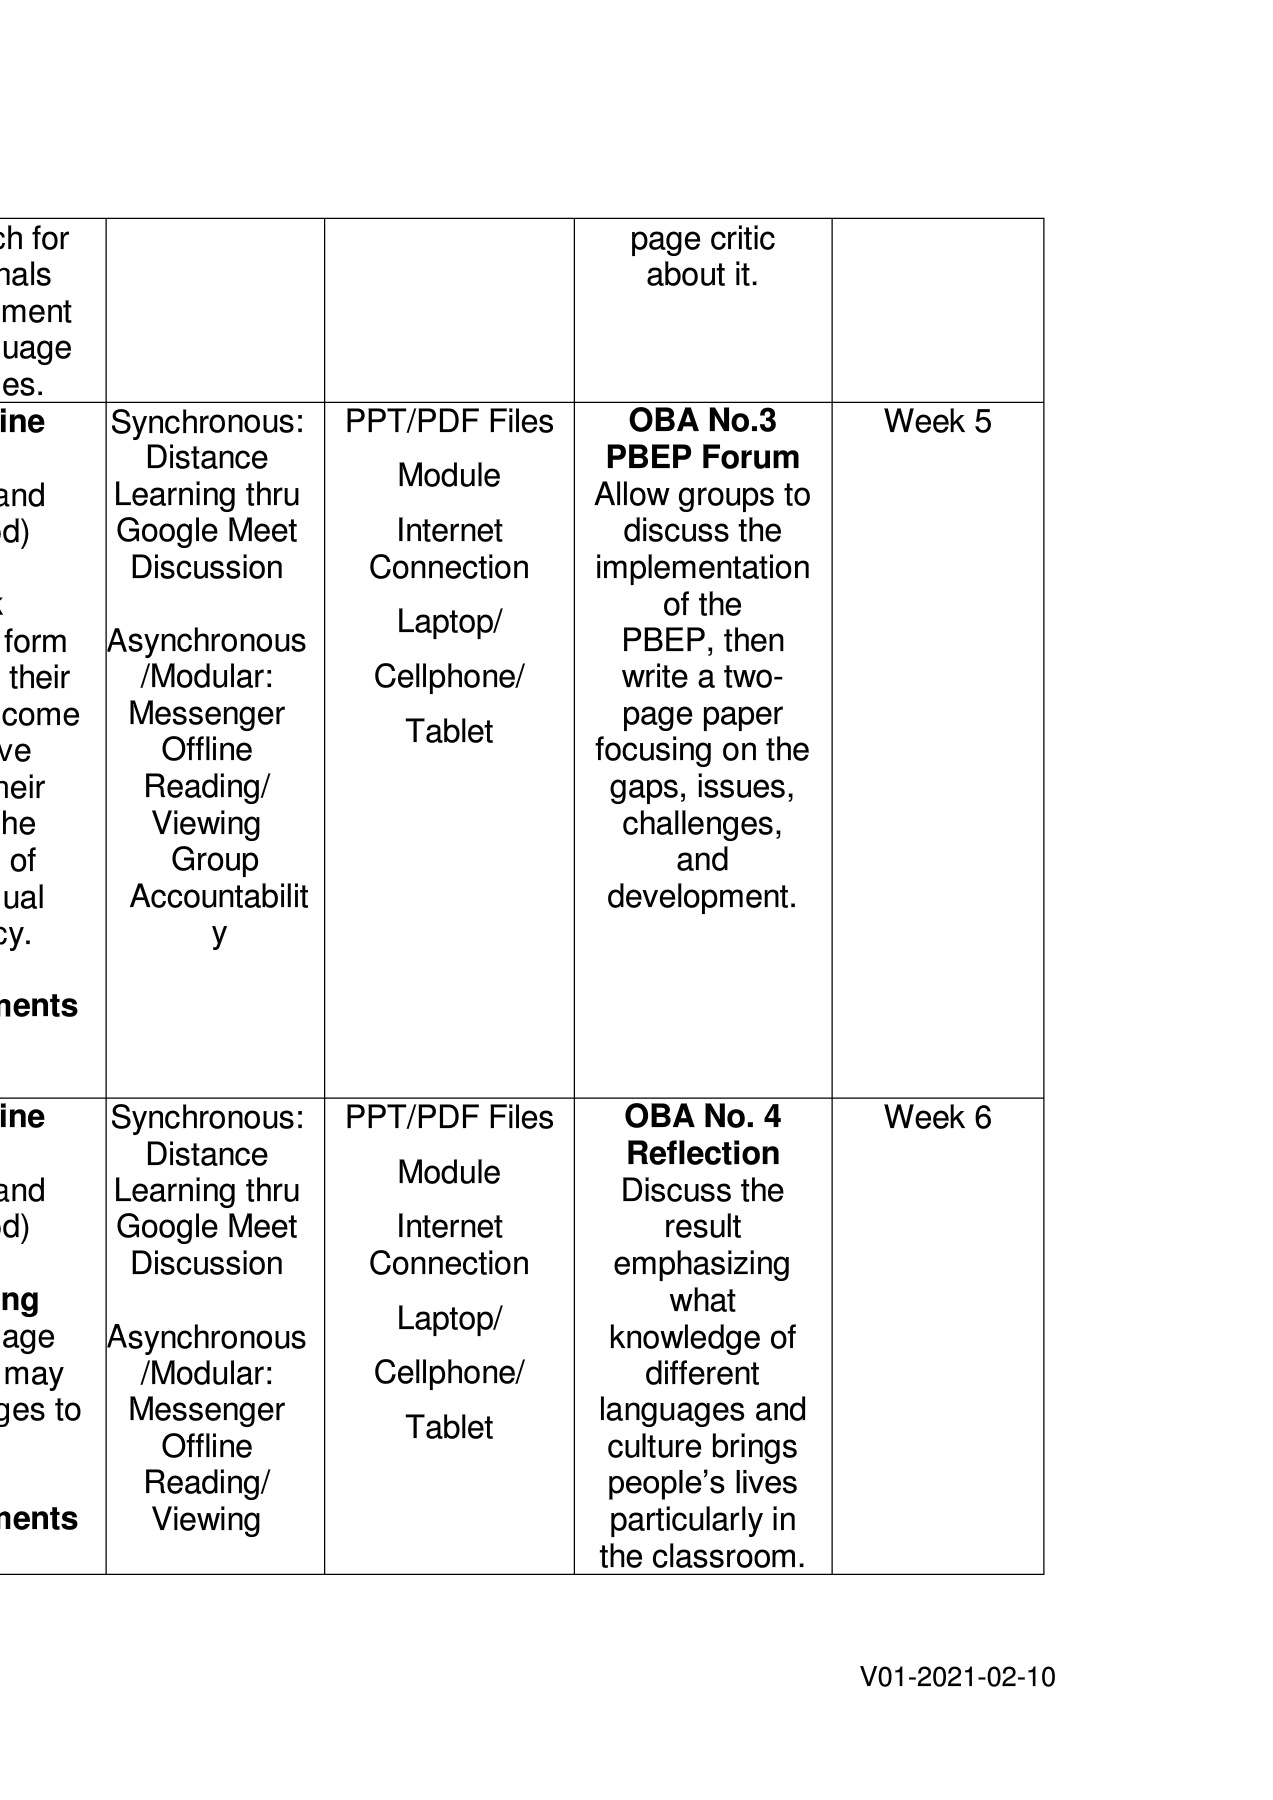 ch for
nals
ment
uage
es.
page critic
about it.
ine
and
od)
form
their
come
ve
heir
he
of
ual
cy.
ments
Synchronous:
Distance
Learning thru
Google Meet
Discussion
Asynchronous
/Modular:
Messenger
Offline
Reading/
Viewing
Group
Accountabilit
y
PPT/PDF Files
Module
Internet
Connection
Laptop/
Cellphone/
Tablet
OBA No.3
PBEP Forum
Allow groups to
discuss the
implementation
of the
PBEP, then
write a two-
page paper
focusing on the
gaps, issues,
challenges,
and
development.
Week 5
ine
and
od)
ng
age
may
ges to
ments
Synchronous:
Distance
Learning thru
Google Meet
Discussion
Asynchronous
/Modular:
Messenger
Offline
Reading/
Viewing
PPT/PDF Files
Module
Internet
Connection
Laptop/
Cellphone/
Tablet
OBA No. 4
Reflection
Discuss the
result
emphasizing
what
knowledge of
different
languages and
culture brings
people’s lives
particularly in
the classroom.
Week 6
V01-2021-02-10